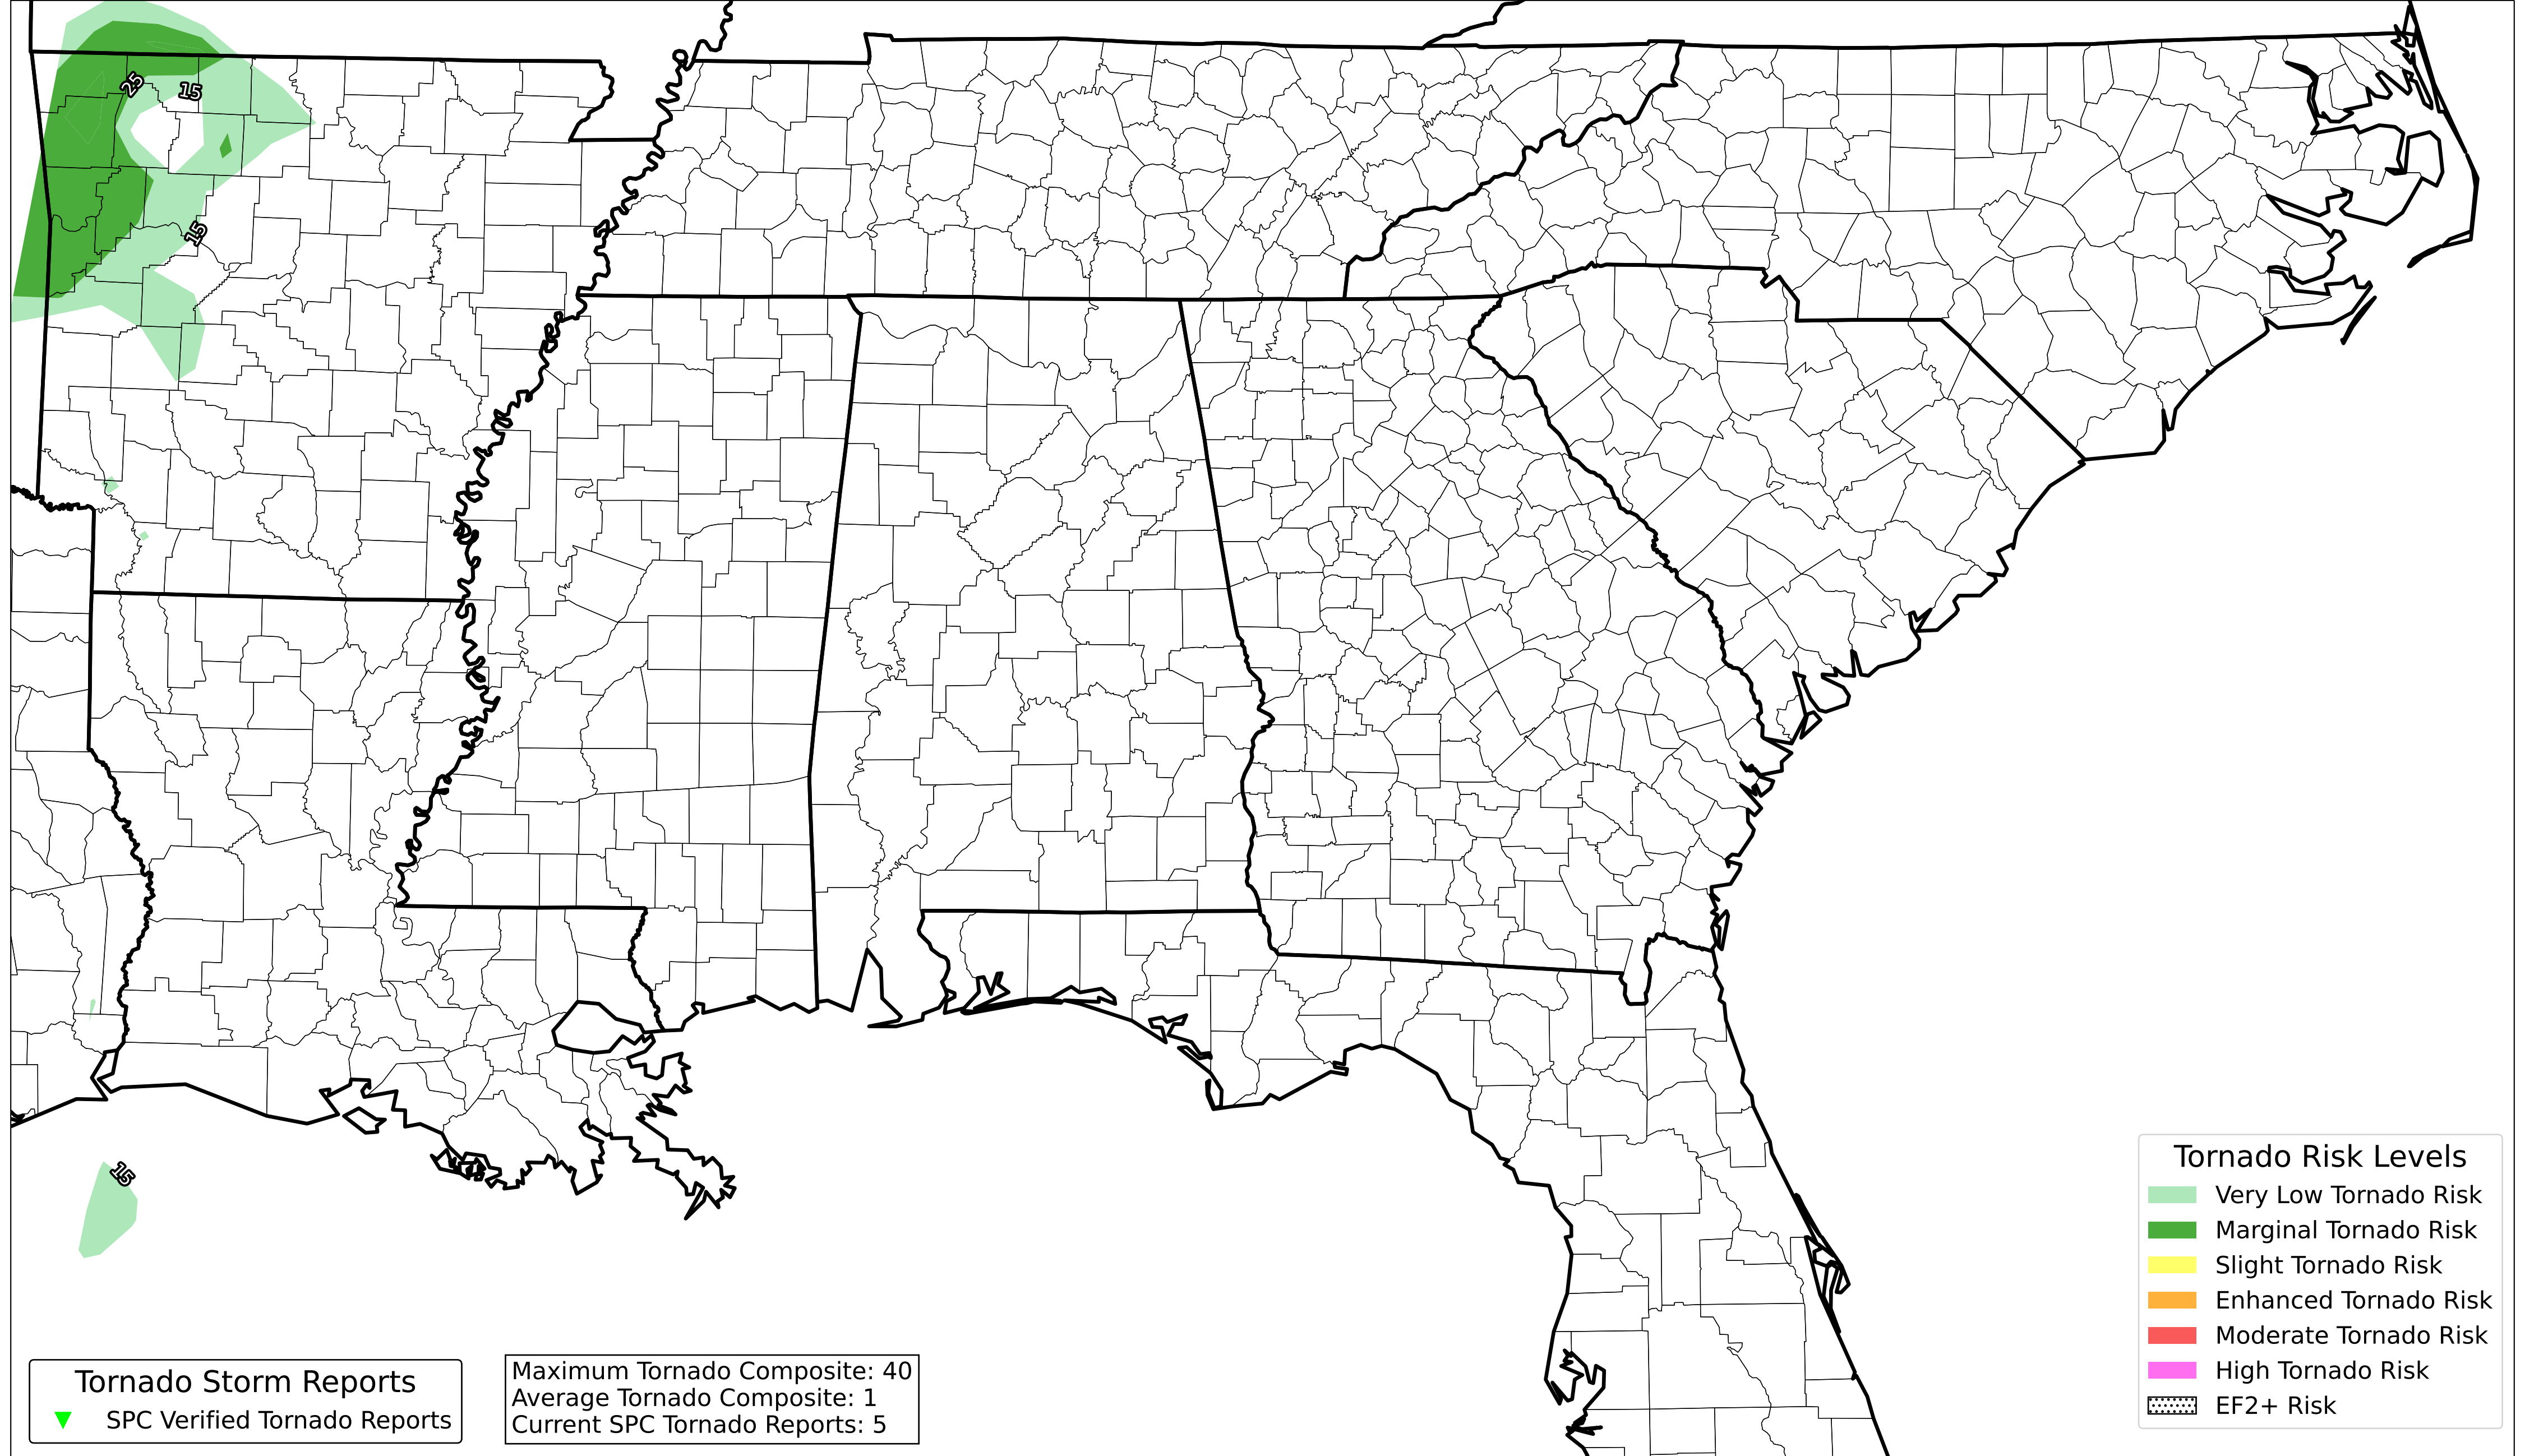 25
15
15
15
Tornado Risk Levels
Very Low Tornado Risk
Marginal Tornado Risk
Slight Tornado Risk
Enhanced Tornado Risk
Moderate Tornado Risk
High Tornado Risk
EF2+ Risk
Tornado Storm Reports
SPC Verified Tornado Reports
Maximum Tornado Composite: 40
Average Tornado Composite: 1
Current SPC Tornado Reports: 5